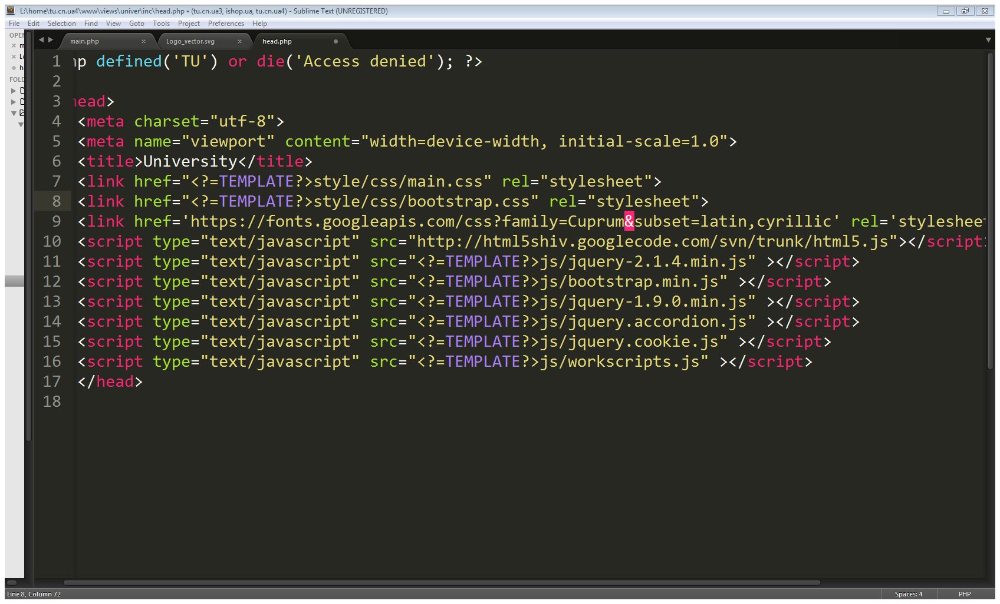 L:\home\tu.cn.ua4\www\views\univer\inc\head.php • (tu.cn.ua3, ishop.ua, tu.cn.ua4) - Sublime Text (UNREGISTERED)
File Edit Selection Find View Goto Tools Project Preferences Help
main.php × Logo_vector.svg × head.php
1 defined('TU') or die('Access denied'); ?>
2
3 head>
4 <meta charset="utf-8">
5 <meta name="viewport" content="width=device-width, initial-scale=1.0">
6 <title>University</title>
7 <link href="<?=TEMPLATE?>style/css/main.css" rel="stylesheet">
8 <link href="<?=TEMPLATE?>style/css/bootstrap.css" rel="stylesheet">
9 <link href='https://fonts.googleapis.com/css?family=Cuprum&subset=latin,cyrillic' rel='stylesheet
10 <script type="text/javascript" src="http://html5shiv.googlecode.com/svn/trunk/html5.js"></script>
11 <script type="text/javascript" src="<?=TEMPLATE?>js/jquery-2.1.4.min.js" ></script>
12 <script type="text/javascript" src="<?=TEMPLATE?>js/bootstrap.min.js" ></script>
13 <script type="text/javascript" src="<?=TEMPLATE?>js/jquery-1.9.0.min.js" ></script>
14 <script type="text/javascript" src="<?=TEMPLATE?>js/jquery.accordion.js" ></script>
15 <script type="text/javascript" src="<?=TEMPLATE?>js/jquery.cookie.js" ></script>
16 <script type="text/javascript" src="<?=TEMPLATE?>js/workscripts.js" ></script>
17 </head>
18
Line 8, Column 72 Spaces: 4 PHP